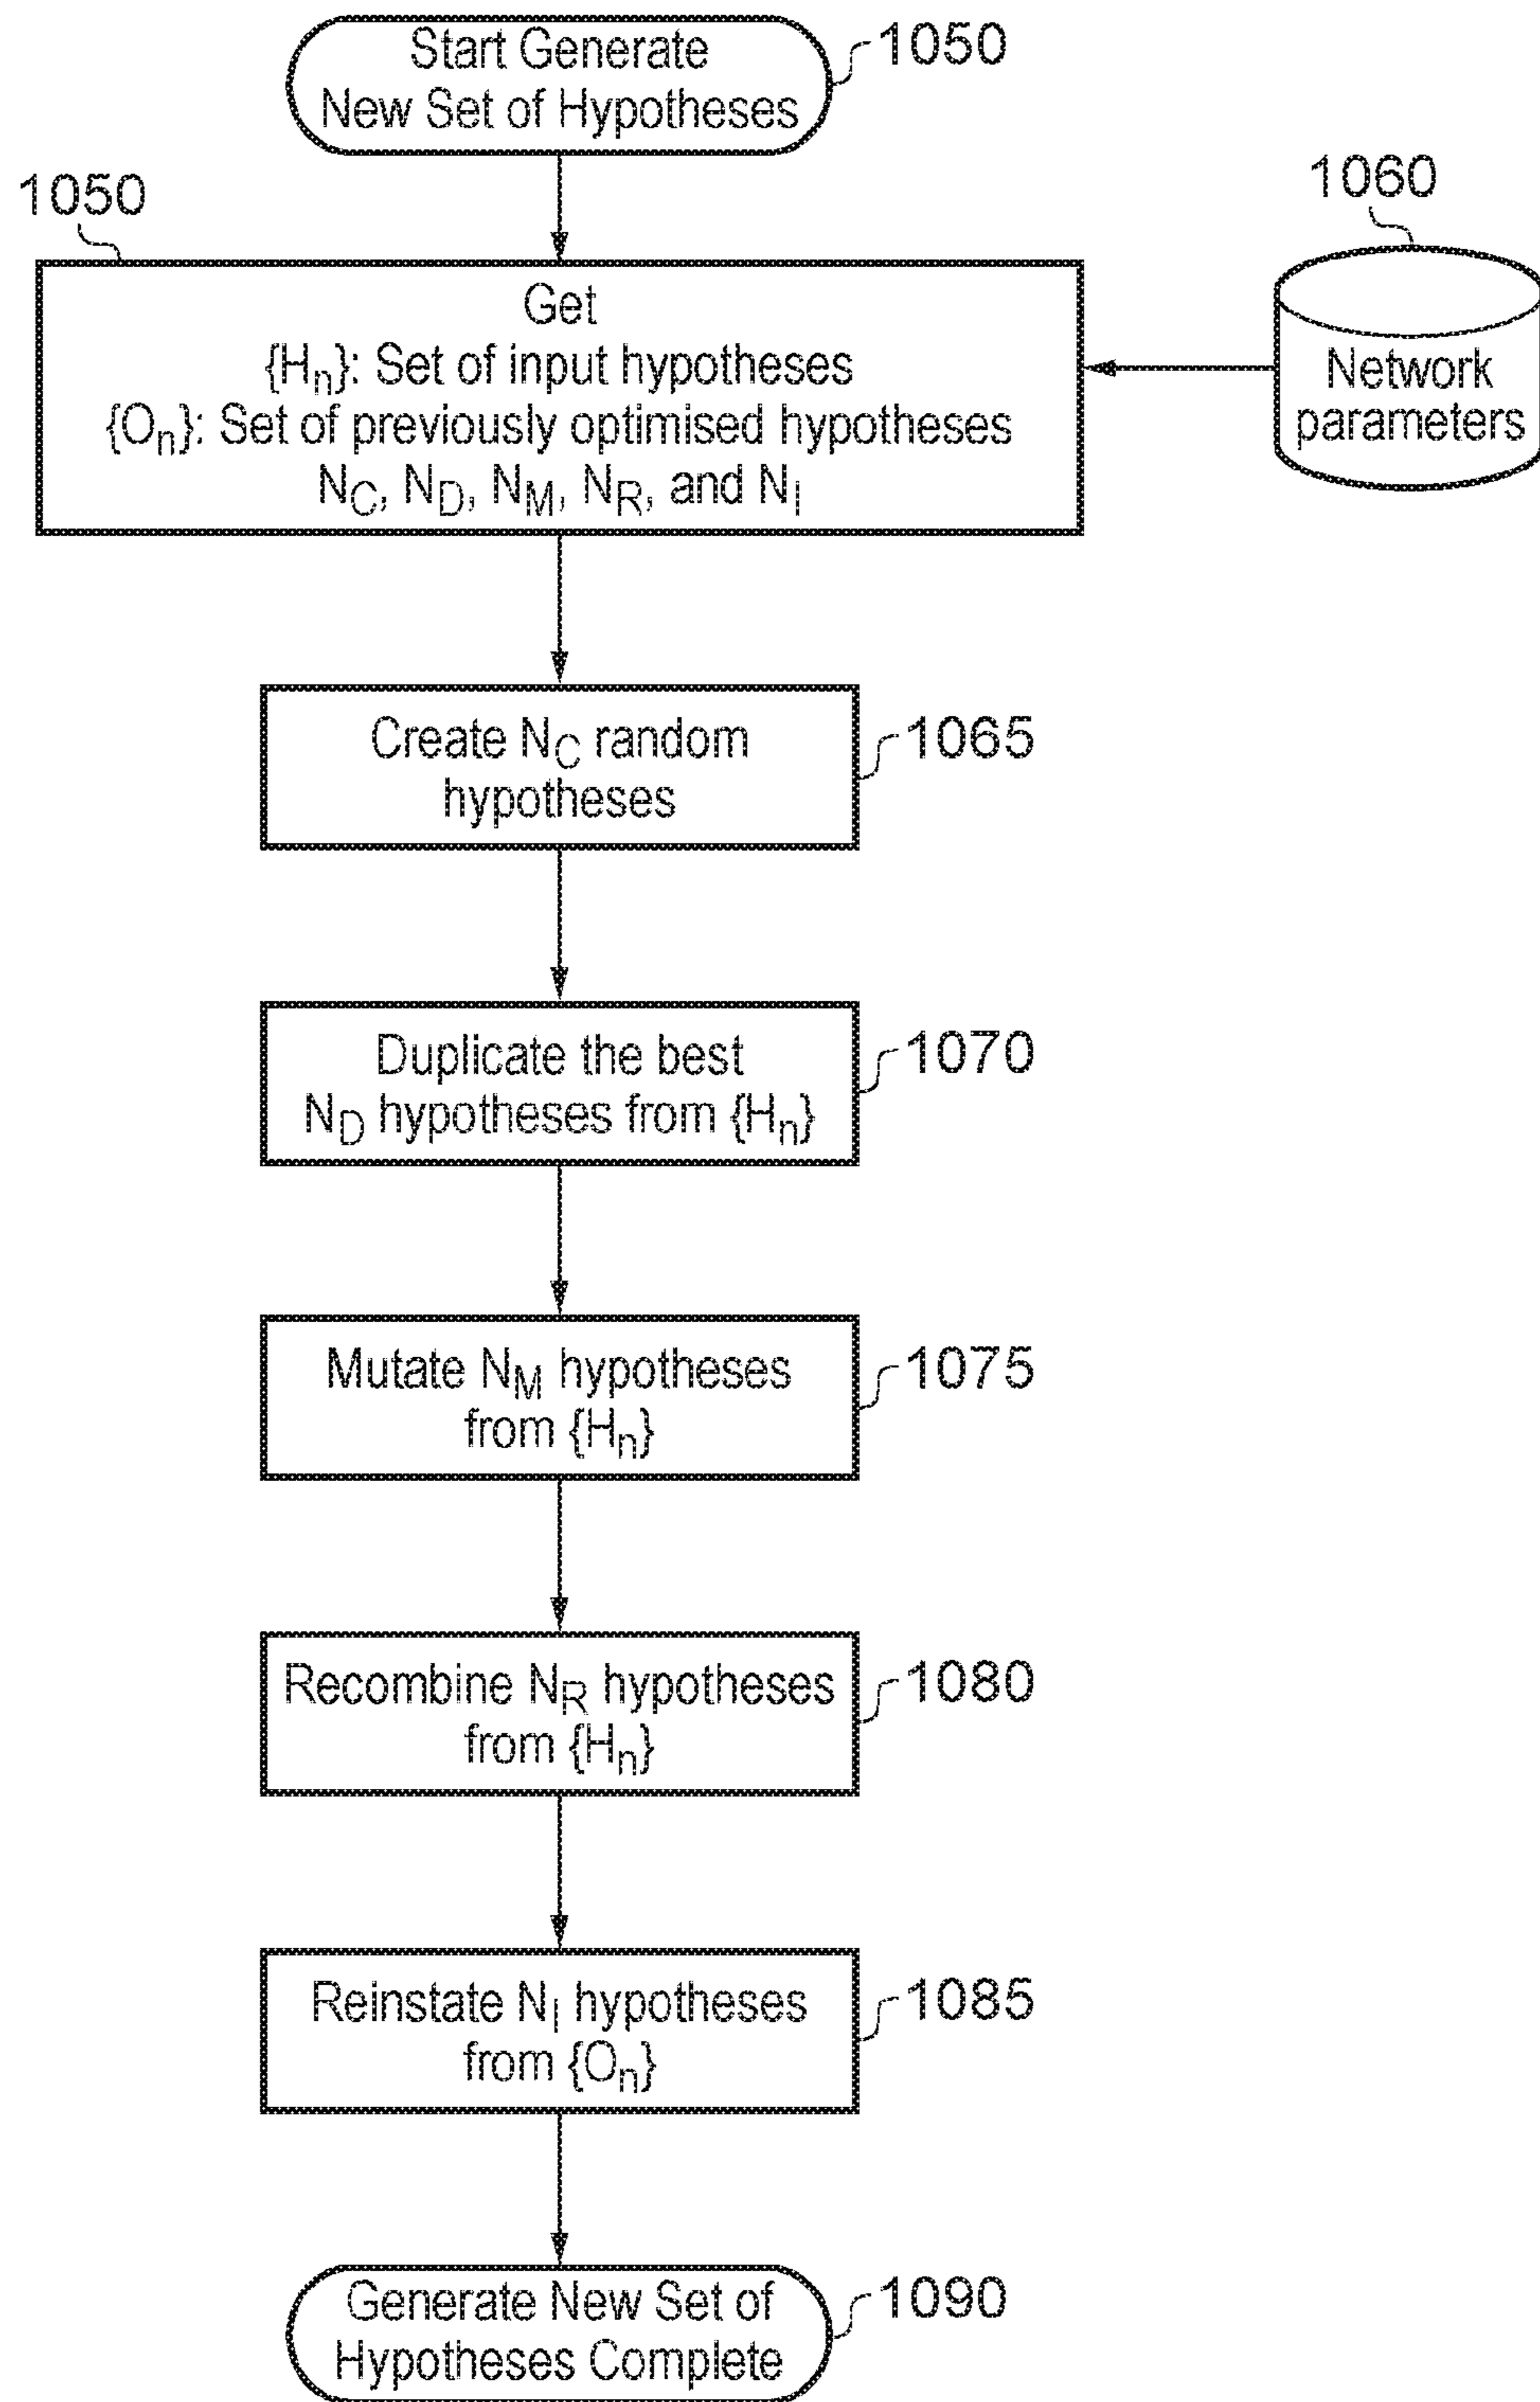 Start Generate
New Set of Hypotheses
1050
1050
1060
Get
{Hn}: Set of input hypotheses
{On}: Set of previously optimised hypotheses
NC, ND, NM, NR, and NI
Network
parameters
Create NC random
hypotheses
1065
Duplicate the best
ND hypotheses from {Hn}
1070
Mutate NM hypotheses
from {Hn}
1075
Recombine NR hypotheses
from {Hn}
1080
Reinstate NI hypotheses
from {On}
1085
Generate New Set of
Hypotheses Complete
1090